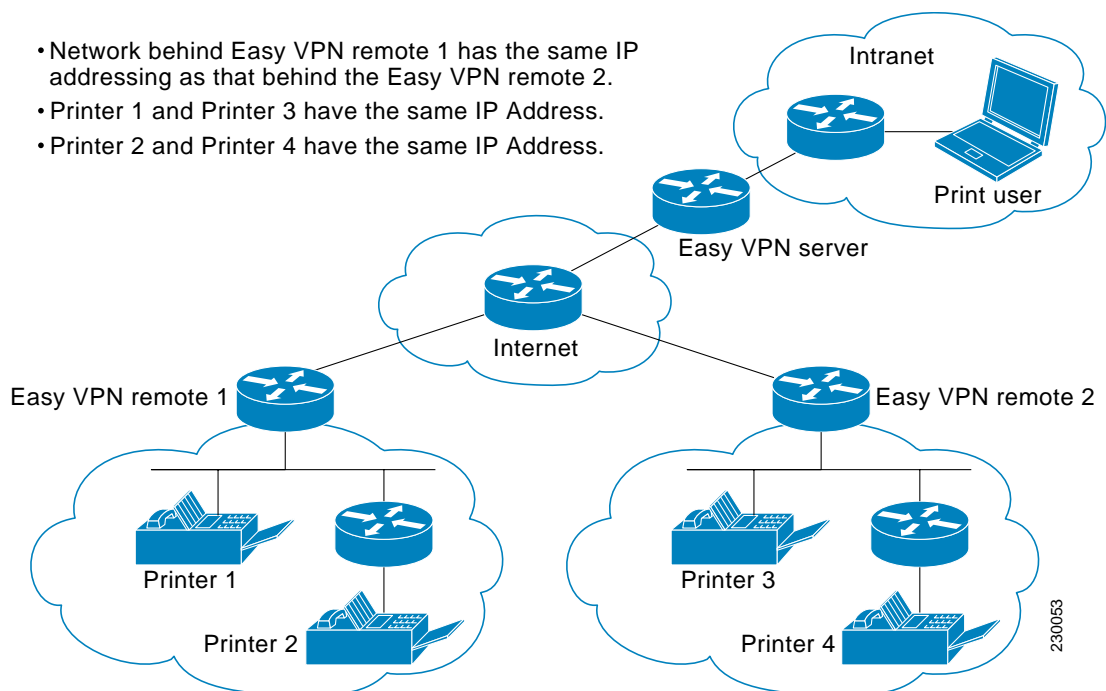 • Network behind Easy VPN remote 1 has the same IP
addressing as that behind the Easy VPN remote 2.
• Printer 1 and Printer 3 have the same IP Address.
• Printer 2 and Printer 4 have the same IP Address.
Intranet
Print user
Easy VPN server
Internet
Easy VPN remote 1
Easy VPN remote 2
Printer 1
Printer 2
Printer 3
Printer 4
230053